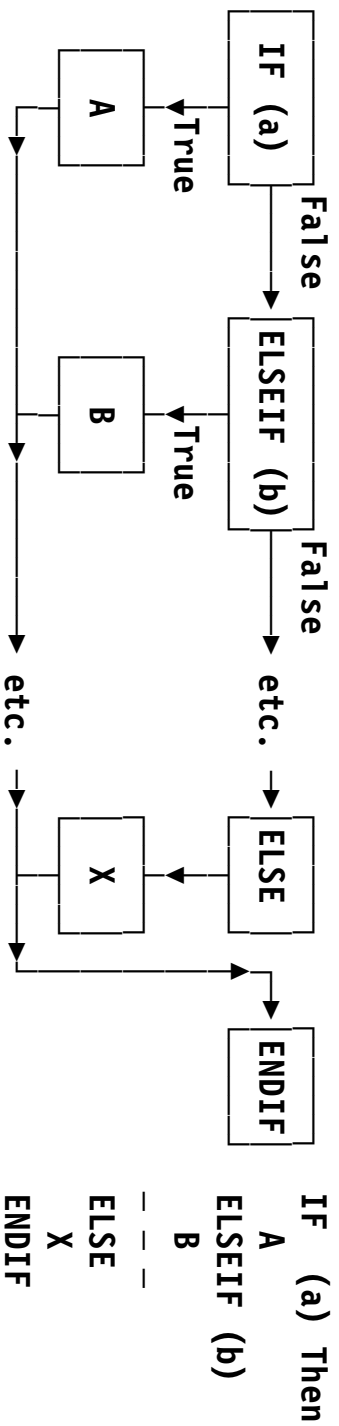 IF (a)
False
ELSEIF (b)
False
etc.
ELSE
ENDIF
True
True
A
B
X
etc.
IF (a) Then
A
ELSEIF (b)
B
— — —
ELSE
X
ENDIF